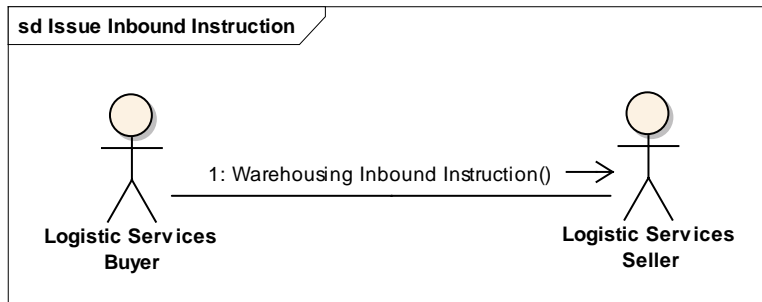 sd Issue Inbound Instruction
1: Warehousing Inbound Instruction()
Logistic Services
Buyer
Logistic Services
Seller